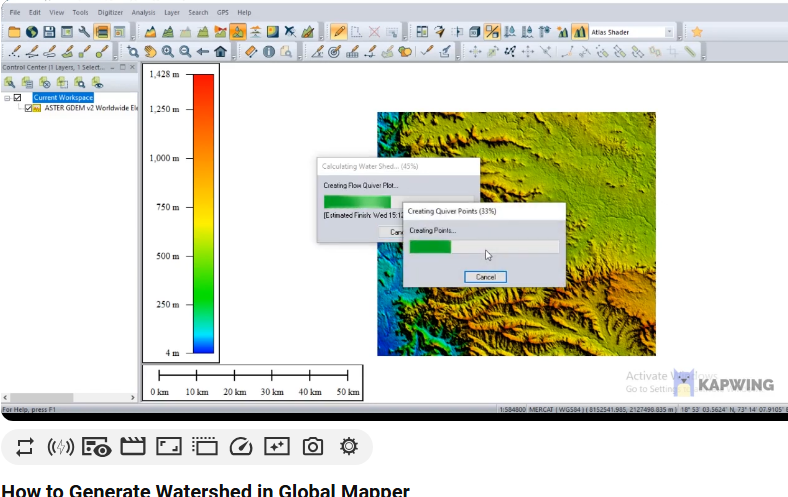 File Edit View Tools Digitizer Analysis Layer Search GPS Help
Atlas Shader
Control Center (1 Layers, 1 Select...
Current Workspace
ASTER GDEM v2 Worldwide Ele
1,428 m
1,250 m
1,000 m
750 m
500 m
250 m
4 m
0 km 10 km 20 km 30 km 40 km 50 km
Calculating Water Shed... (45%)
Creating Flow Quiver Plot...
[Estimated Finish: Wed 15:12
Canc
Creating Quiver Points (33%)
Creating Points...
Cancel
Activate Windows
Go to Settin
KAPWING
For Help, press F1
1:584800 MERCAT ( WGS84 ) ( 8152541.985, 2127498.835 m ) 18° 53' 03.5624" N, 73° 14' 07.9105" E
How to Generate Watershed in Global Mapper